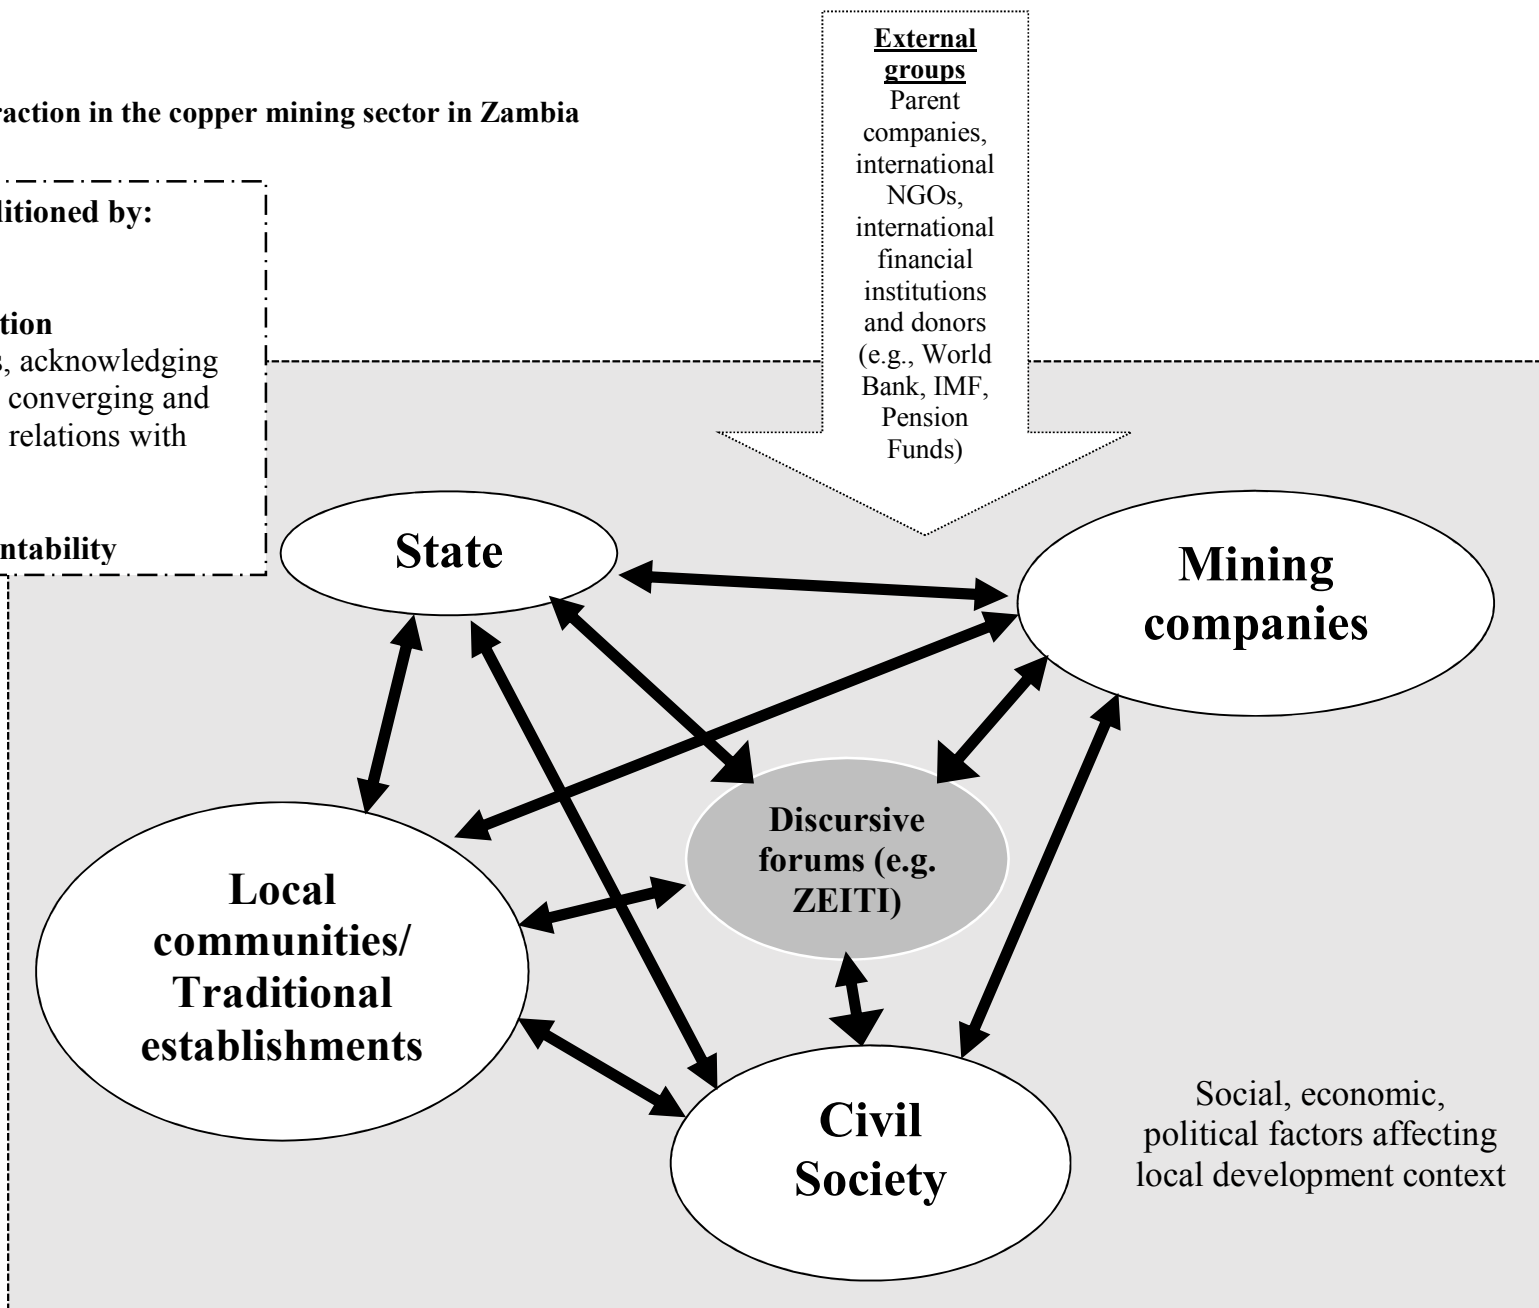 External
groups
Parent
companies,
international
NGOs,
international
financial
institutions
and donors
(e.g., World
Bank, IMF,
Pension
Funds)
raction in the copper mining sector in Zambia
litioned by:
tion
s, acknowledging
converging and
relations with
ntability
State
Mining
companies
Discursive
forums (e.g.
ZEITI)
Local
communities/
Traditional
establishments
Civil
Society
Social, economic,
political factors affecting
local development context